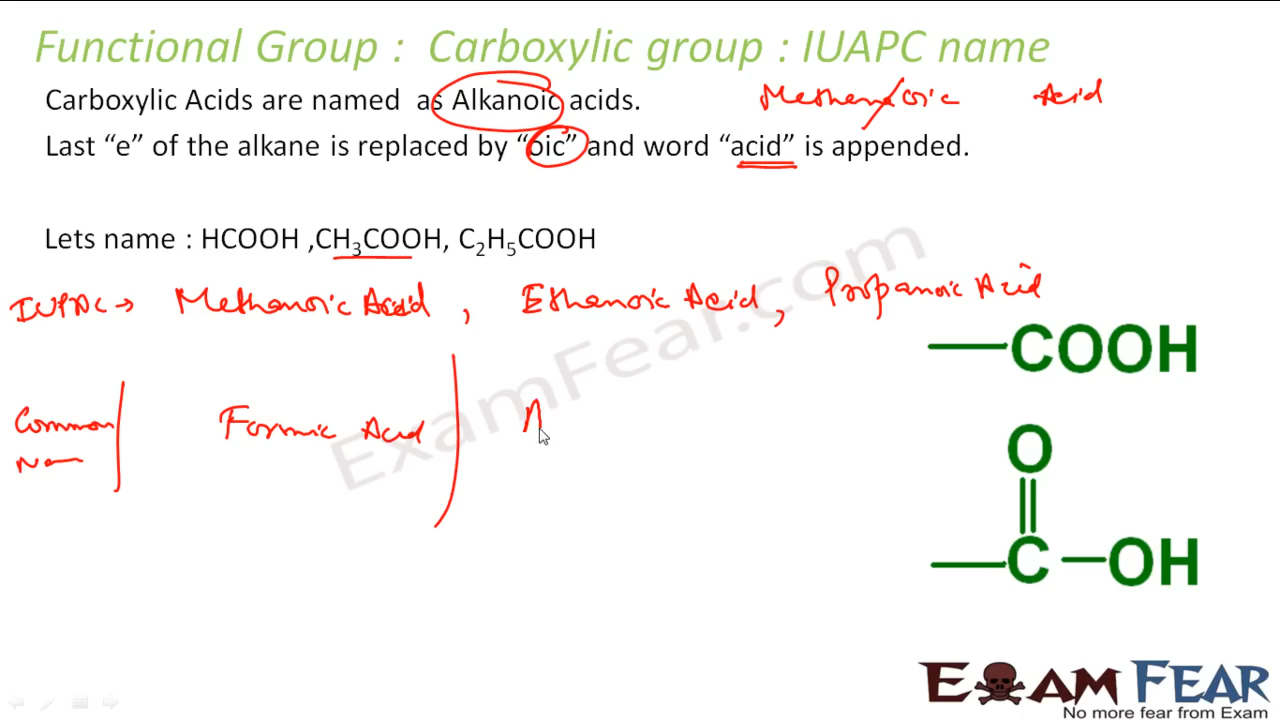 Functional Group : Carboxylic group : IUAPC name
Carboxylic Acids are named as Alkanoic acids.
Methane/oic Acid
Last “e” of the alkane is replaced by “oic” and word “acid” is appended.
Lets name : HCOOH ,CH₃COOH, C₂H₅COOH
IUPAC → Methanoic Acid , Ethanoic Acid , Propanoic Acid
—COOH
Common Formic Acid A
O
C—OH
ExamFear.com
EXAM FEAR
No more fear from Exam